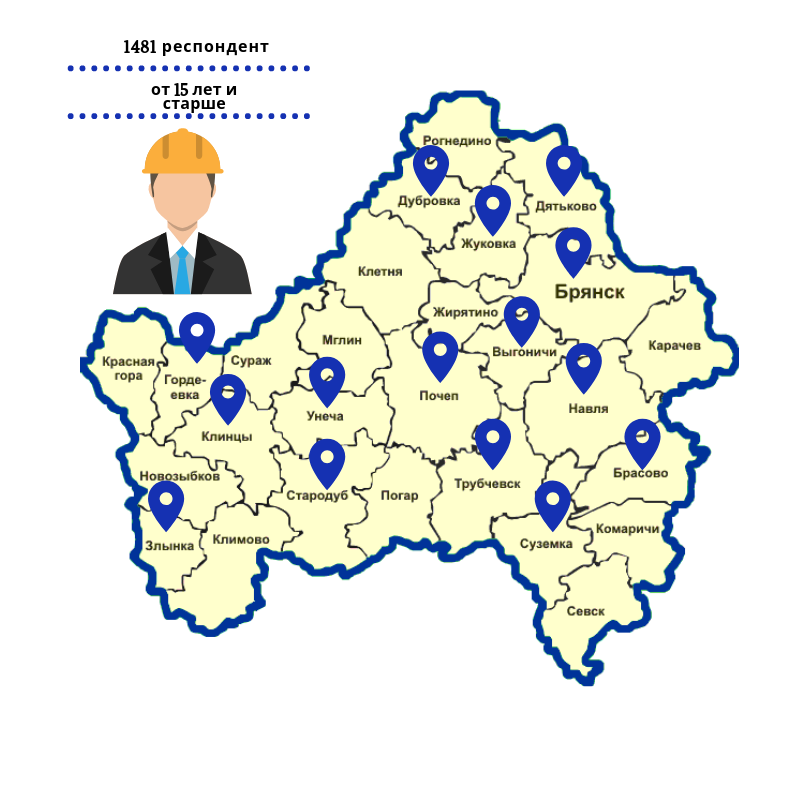 1481 респондент
от 15 лет и
старше
Рогнедино
Дубровка
Дятьково
Жуковка
Клетня
Брянск
Жирятино
Мглин
Выгоничи
Карачев
Красная
гора
Сураж
Горде-
евка
Почеп
Навля
Унеча
Клинцы
Брасово
Новозыбков
Трубчевск
Стародуб
Погар
Комаричи
Климово
Злынка
Суземка
Севск